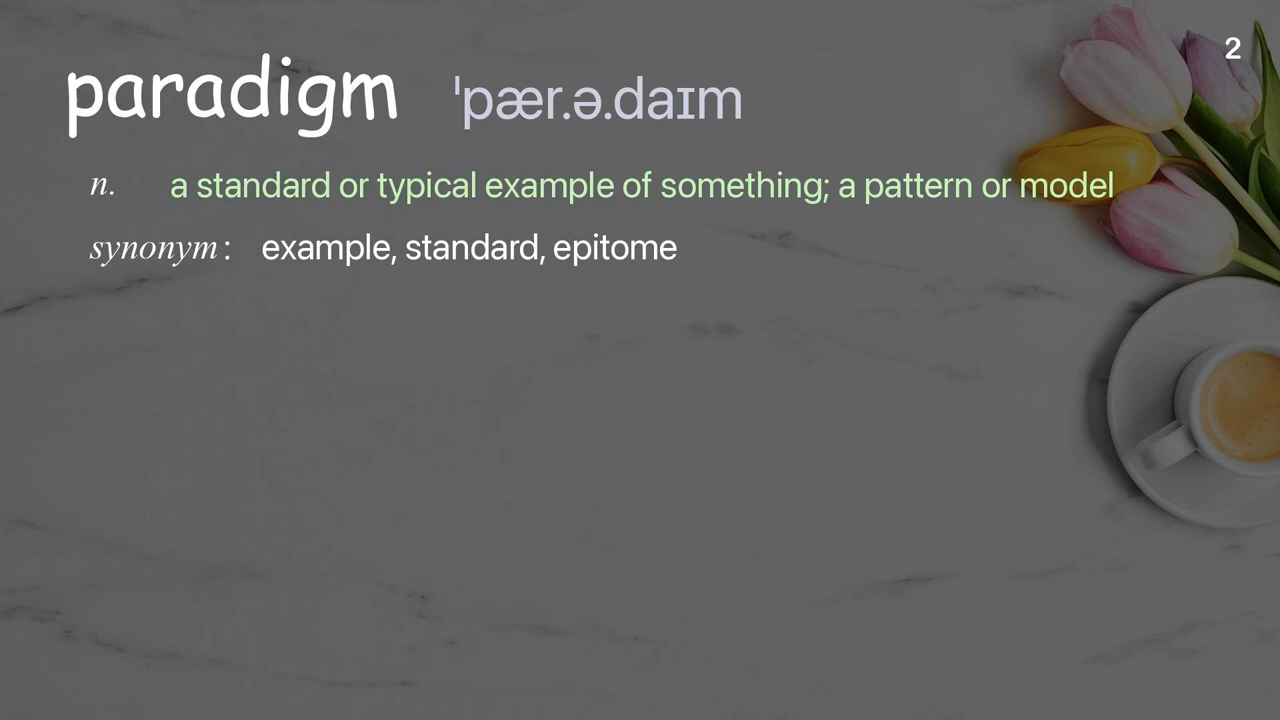 2
paradigm ˈpær.ə.daɪm
n. a standard or typical example of something; a pattern or model
synonym: example, standard, epitome